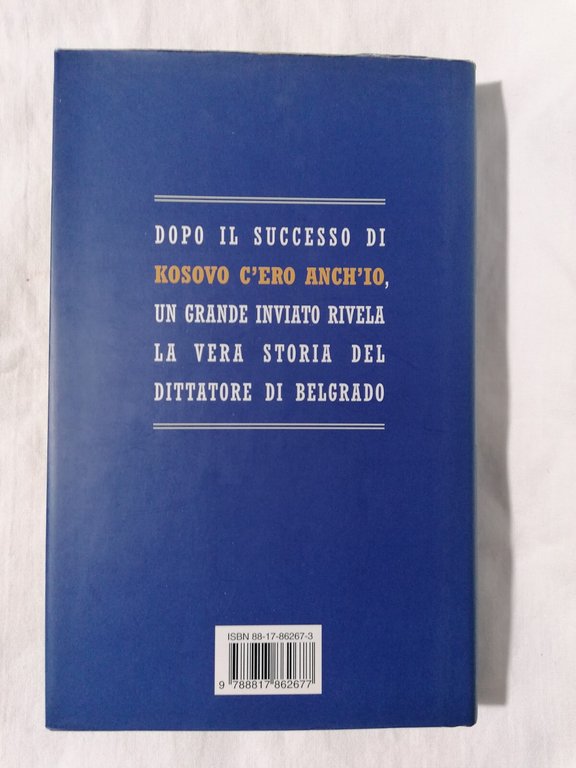 DOPO IL SUCCESSO DI
KOSOVO C'ERO ANCH'IO,
UN GRANDE INVIATO RIVELA
LA VERA STORIA DEL
DITTATORE DI BELGRADO
ISBN 88-17-86267-3
9 788817 862677